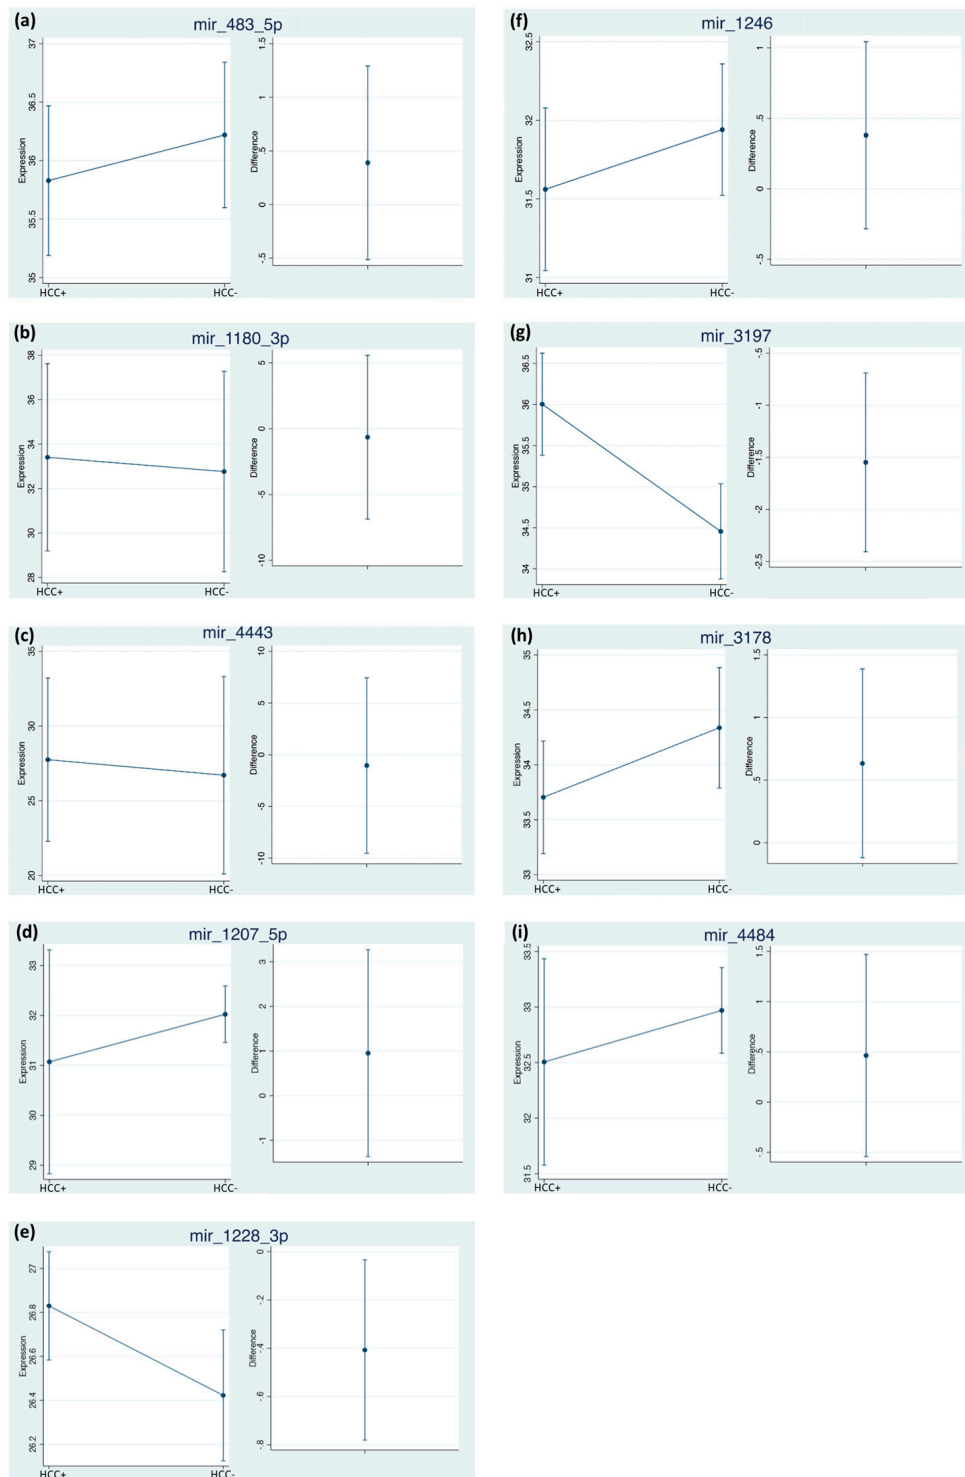 (a)
mir_483_5p
Expression
37
36.5
36
35.5
35
HCC+
HCC-
Difference
1.5
1
.5
0
-.5
(b)
mir_1180_3p
Expression
38
36
34
32
30
28
HCC+
HCC-
Difference
5
0
-5
-10
(c)
mir_4443
Expression
35
30
25
20
HCC+
HCC-
Difference
10
5
0
-5
-10
(d)
mir_1207_5p
Expression
33
32
31
30
29
HCC+
HCC-
Difference
3
2
1
0
-1
(e)
mir_1228_3p
Expression
27
26.8
26.6
26.4
26.2
HCC+
HCC-
Difference
0
-.2
-.4
-.6
-.8
(f)
mir_1246
Expression
32.5
32
31.5
31
HCC+
HCC-
Difference
1
.5
0
-.5
(g)
mir_3197
Expression
36.5
36
35.5
35
34.5
34
HCC+
HCC-
Difference
-.5
-1
-1.5
-2
-2.5
(h)
mir_3178
Expression
35
34.5
34
33.5
33
HCC+
HCC-
Difference
1.5
1
.5
0
(i)
mir_4484
Expression
33.5
33
32.5
32
31.5
HCC+
HCC-
Difference
1.5
1
.5
0
-.5